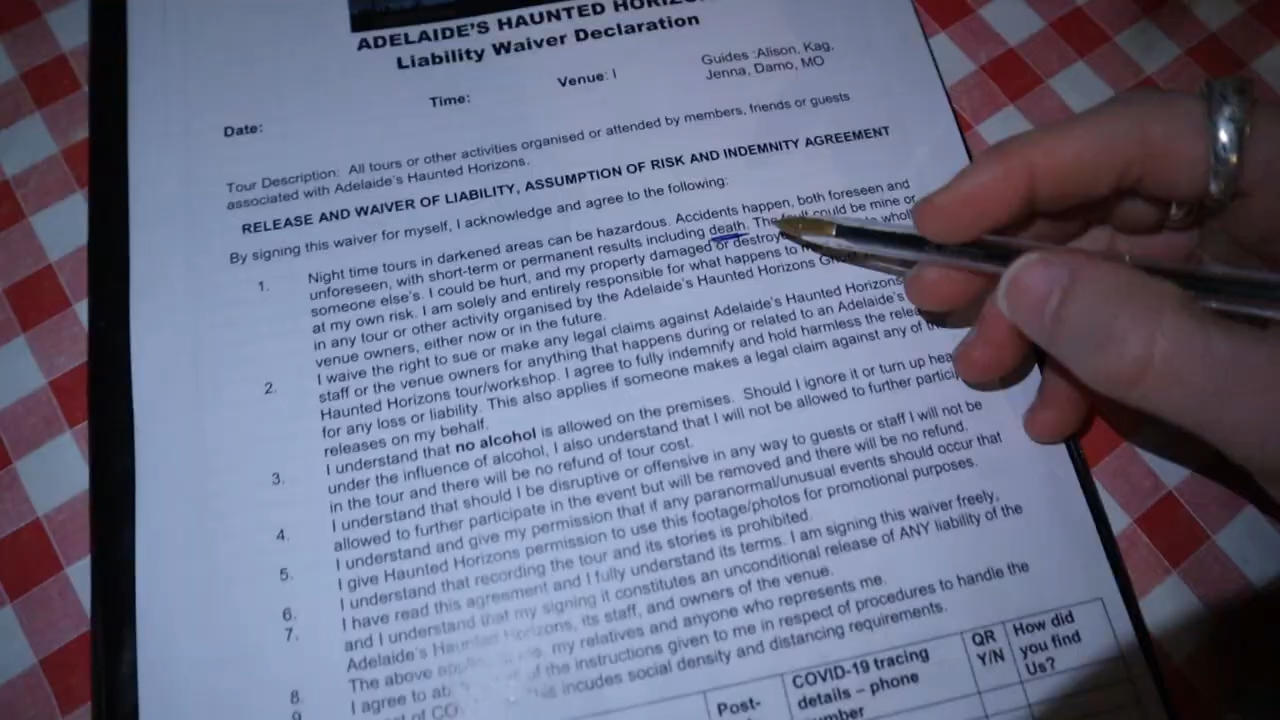 ADELAIDE'S HAUNTED
Liability Waiver Declaration
Guides :Alison, Kag,
Jenna, Damo, MO
Venue: I
Time:
Date:
Tour Description: All tours or other activities organised or attended by members, friends or guests
associated with Adelaide's Haunted Horizons.
RELEASE AND WAIVER OF LIABILITY, ASSUMPTION OF RISK AND INDEMNITY AGREEMENT
By signing this waiver for myself, I acknowledge and agree to the following:
1. Night time tours in darkened areas can be hazardous. Accidents happen, both foreseen and
unforeseen, with short-term or permanent results including death. The fault could be mine or
someone else's. I could be hurt, and my property damaged or
at my own risk. I am solely and entirely responsible for what happens to
in any tour or other activity organised by the Adelaide's Haunted Horizons
venue owners, either now or in the future.
2. I waive the right to sue or make any legal claims against Adelaide's Haunted Horizons
staff or the venue owners for anything that happens during or related to an Adelaide's
Haunted Horizons tour/workshop. I agree to fully indemnify and hold harmless the
for any loss or liability. This also applies if someone makes a legal claim against any of
releases on my behalf.
3. I understand that no alcohol is allowed on the premises. Should I ignore it or turn up
under the influence of alcohol, I also understand that I will not be allowed to further
in the tour and there will be no refund of tour cost.
4. I understand that should I be disruptive or offensive in any way to guests or staff I will not be
allowed to further participate in the event but will be removed and there will be no refund.
5. I understand and give my permission that if any paranormal/unusual events should occur that
I give Haunted Horizons permission to use this footage/photos for promotional purposes.
6. I understand that recording the tour and its stories is prohibited.
7. I have read this agreement and I fully understand its terms. I am signing this waiver freely,
and I understand that my signing it constitutes an unconditional release of ANY liability of the
Adelaide's Haunted Horizons, its staff, and owners of the venue.
8. The above my relatives and anyone who represents me.
9. I agree to of the instructions given to me in respect of procedures to handle the
incudes social density and distancing requirements.
Post-
COVID-19 tracing
details – phone
number
QR
Y/N
How did
you find
Us?